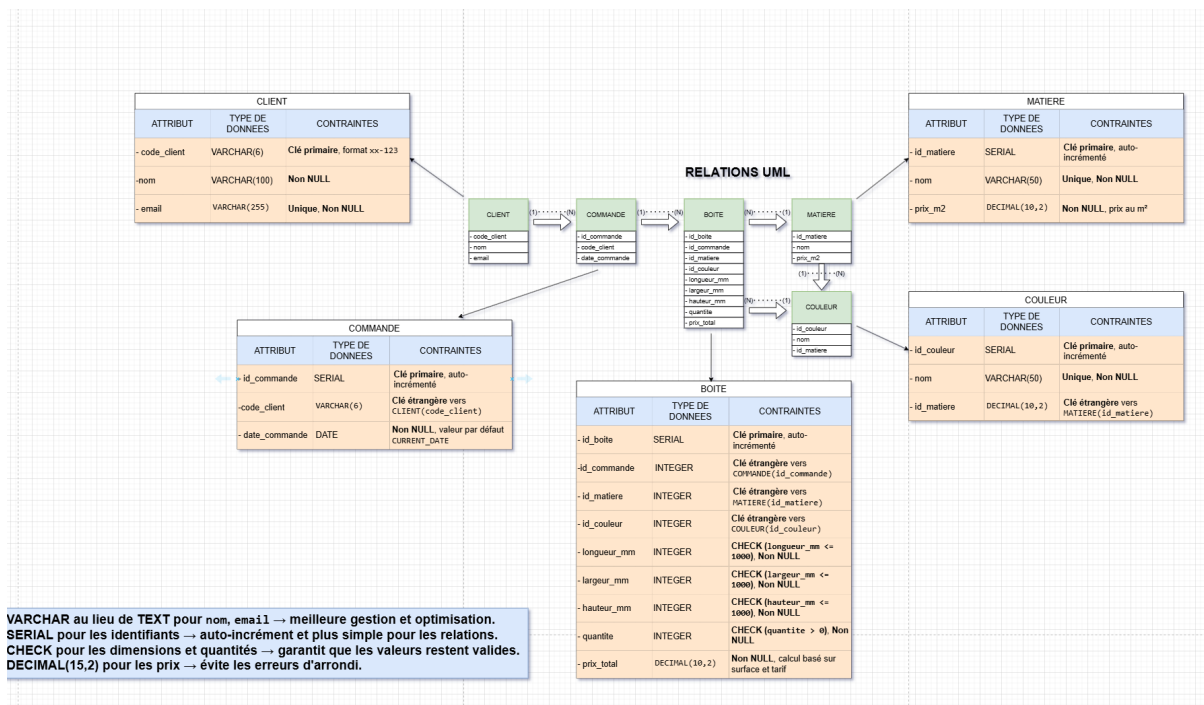 CLIENT
ATTRIBUT TYPE DE DONNEES CONTRAINTES
- code_client VARCHAR(6) Clé primaire, format xx-123
-nom VARCHAR(100) Non NULL
- email VARCHAR(255) Unique, Non NULL
MATIERE
ATTRIBUT TYPE DE DONNEES CONTRAINTES
- id_matiere SERIAL Clé primaire, auto-incrémenté
- nom VARCHAR(50) Unique, Non NULL
- prix_m2 DECIMAL(10,2) Non NULL, prix au m²
RELATIONS UML
CLIENT
- code_client
- nom
- email
(1) (N)
COMMANDE
- id_commande
- code_client
- date_commande
(1) (N)
BOITE
- id_boite
- id_commande
- id_matiere
- id_couleur
- longueur_mm
- largeur_mm
- hauteur_mm
- quantite
- prix_total
(N) (1)
MATIERE
- id_matiere
- nom
- prix_m2
(1) (N)
(N) (1)
COULEUR
- id_couleur
- nom
- id_matiere
COMMANDE
ATTRIBUT TYPE DE DONNEES CONTRAINTES
- id_commande SERIAL Clé primaire, auto-incrémenté
-code_client VARCHAR(6) Clé étrangère vers CLIENT(code_client)
- date_commande DATE Non NULL, valeur par défaut CURRENT_DATE
COULEUR
ATTRIBUT TYPE DE DONNEES CONTRAINTES
- id_couleur SERIAL Clé primaire, auto-incrémenté
- nom VARCHAR(50) Unique, Non NULL
- id_matiere DECIMAL(10,2) Clé étrangère vers MATIERE(id_matiere)
BOITE
ATTRIBUT TYPE DE DONNEES CONTRAINTES
- id_boite SERIAL Clé primaire, auto-incrémenté
-id_commande INTEGER Clé étrangère vers COMMANDE(id_commande)
- id_matiere INTEGER Clé étrangère vers MATIERE(id_matiere)
- id_couleur INTEGER Clé étrangère vers COULEUR(id_couleur)
- longueur_mm INTEGER CHECK (longueur_mm <= 1000), Non NULL
- largeur_mm INTEGER CHECK (largeur_mm <= 1000), Non NULL
- hauteur_mm INTEGER CHECK (hauteur_mm <= 1000), Non NULL
- quantite INTEGER CHECK (quantite > 0), Non NULL
- prix_total DECIMAL(10,2) Non NULL, calcul basé sur surface et tarif
VARCHAR au lieu de TEXT pour nom, email → meilleure gestion et optimisation.
SERIAL pour les identifiants → auto-incrément et plus simple pour les relations.
CHECK pour les dimensions et quantités → garantit que les valeurs restent valides.
DECIMAL(15,2) pour les prix → évite les erreurs d'arrondi.